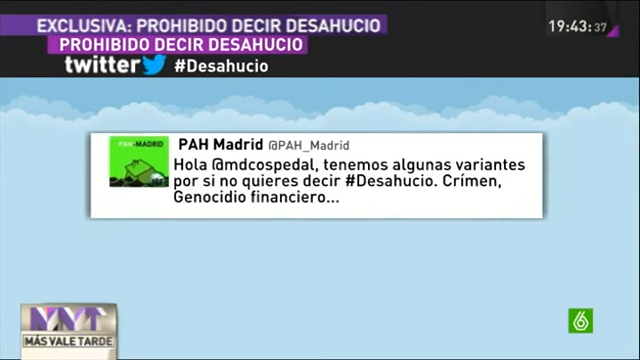 EXCLUSIVA: PROHIBIDO DECIR DESAHUCIO
19:43:37
PROHIBIDO DECIR DESAHUCIO
twitter #Desahucio
PAH-MADRID
PAH Madrid @PAH_Madrid
Hola @mdcospedal, tenemos algunas variantes
por si no quieres decir #Desahucio. Crímen,
Genocidio financiero...
MVT
MÁS VALE TARDE
6